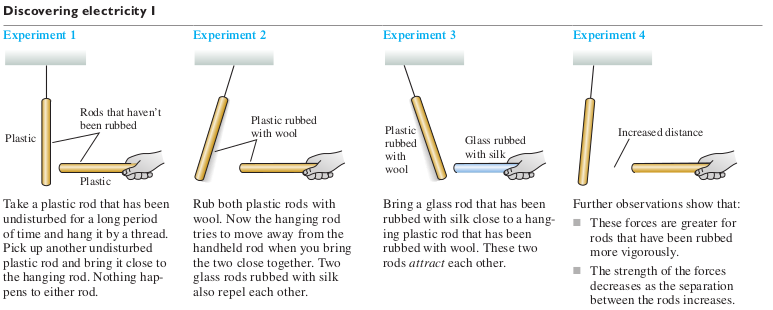 Discovering electricity I
Experiment 1
Plastic
Rods that haven't
been rubbed
Plastic
Take a plastic rod that has been
undisturbed for a long period
of time and hang it by a thread.
Pick up another undisturbed
plastic rod and bring it close to
the hanging rod. Nothing hap-
pens to either rod.
Experiment 2
Plastic rubbed
with wool
Rub both plastic rods with
wool. Now the hanging rod
tries to move away from the
handheld rod when you bring
the two close together. Two
glass rods rubbed with silk
also repel each other.
Experiment 3
Plastic
rubbed
with
wool
Glass rubbed
with silk
Bring a glass rod that has been
rubbed with silk close to a hang-
ing plastic rod that has been
rubbed with wool. These two
rods attract each other.
Experiment 4
Increased distance
Further observations show that:
■ These forces are greater for
rods that have been rubbed
more vigorously.
■ The strength of the forces
decreases as the separation
between the rods increases.